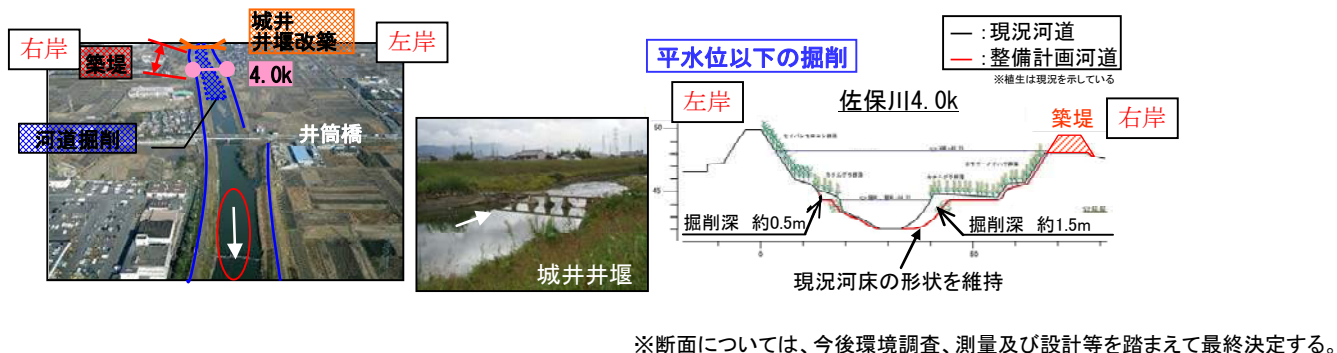 右岸
築堤
城井
井堰改築
左岸
4.0k
河道掘削
井筒橋
城井井堰
平水位以下の掘削
― :現況河道
― :整備計画河道
※植生は現況を示している
左岸
佐保川4.0k
築堤
右岸
50
45
掘削深 約0.5m
掘削深 約1.5m
0
50
現況河床の形状を維持
※断面については、今後環境調査、測量及び設計等を踏まえて最終決定する。